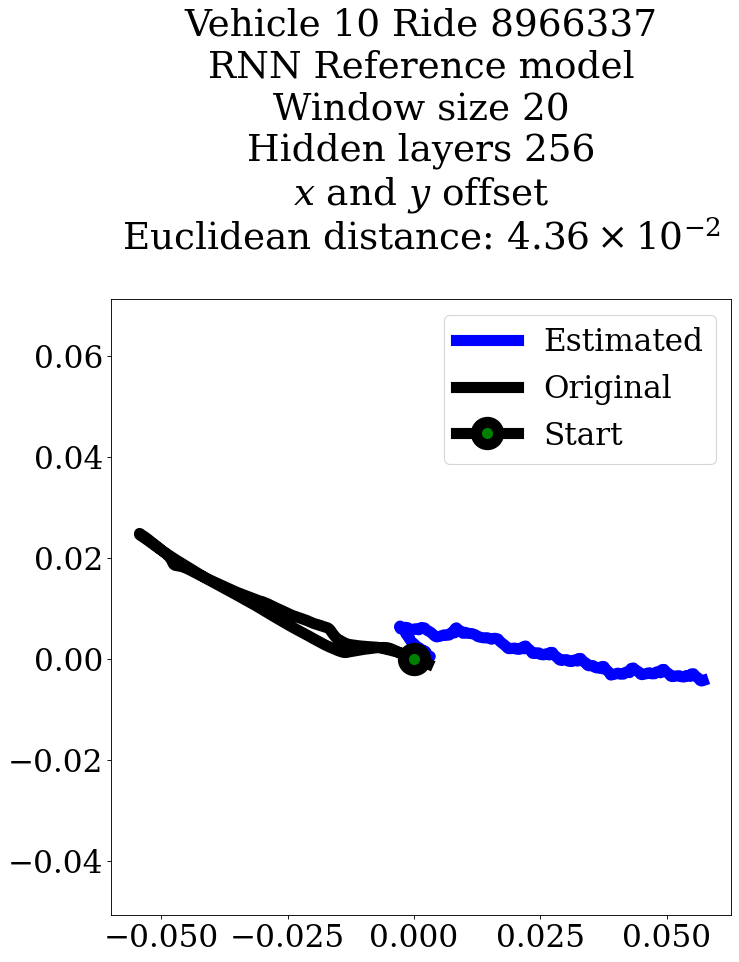 Vehicle 10 Ride 8966337
RNN Reference model
Window size 20
Hidden layers 256
x and y offset
Euclidean distance: 4.36 × 10⁻²
Estimated
Original
Start
0.06
0.04
0.02
0.00
−0.02
−0.04
−0.050 −0.025 0.000 0.025 0.050